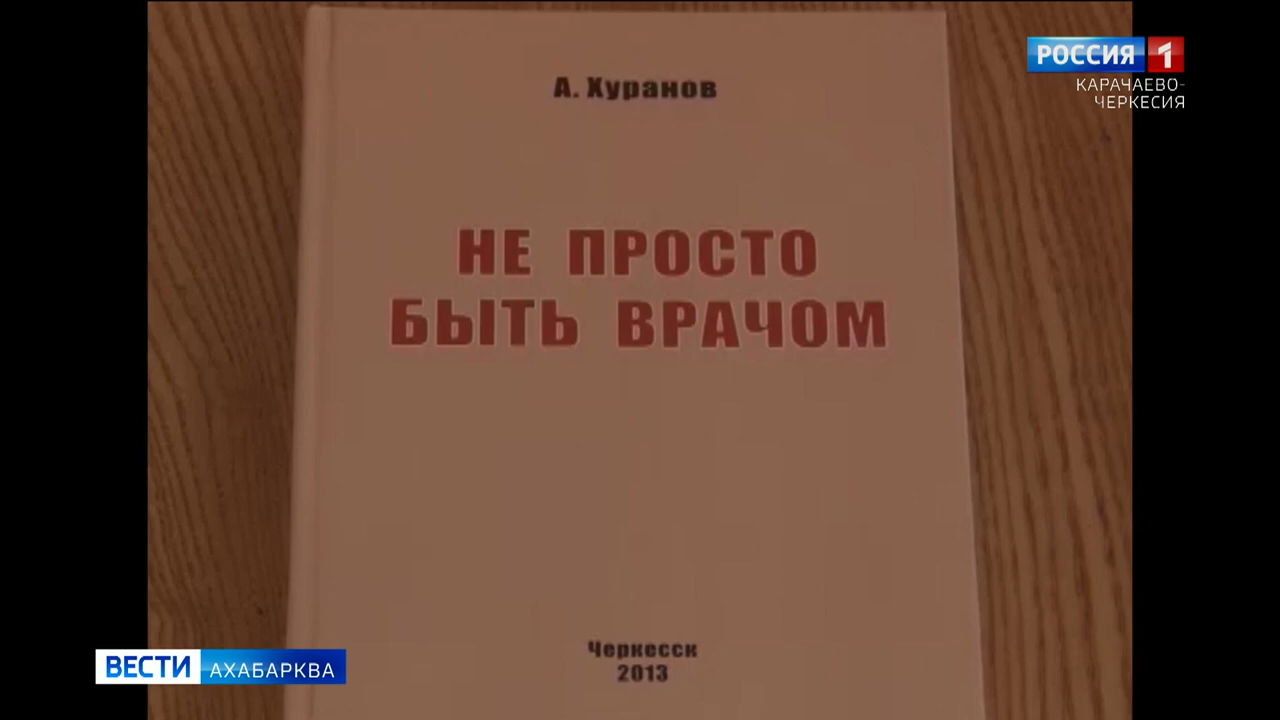 РОССИЯ 1
КАРАЧАЕВО-
ЧЕРКЕСИЯ
А. Хуранов
НЕ ПРОСТО
БЫТЬ ВРАЧОМ
Черкесск
2013
ВЕСТИ АХАБАРКВА